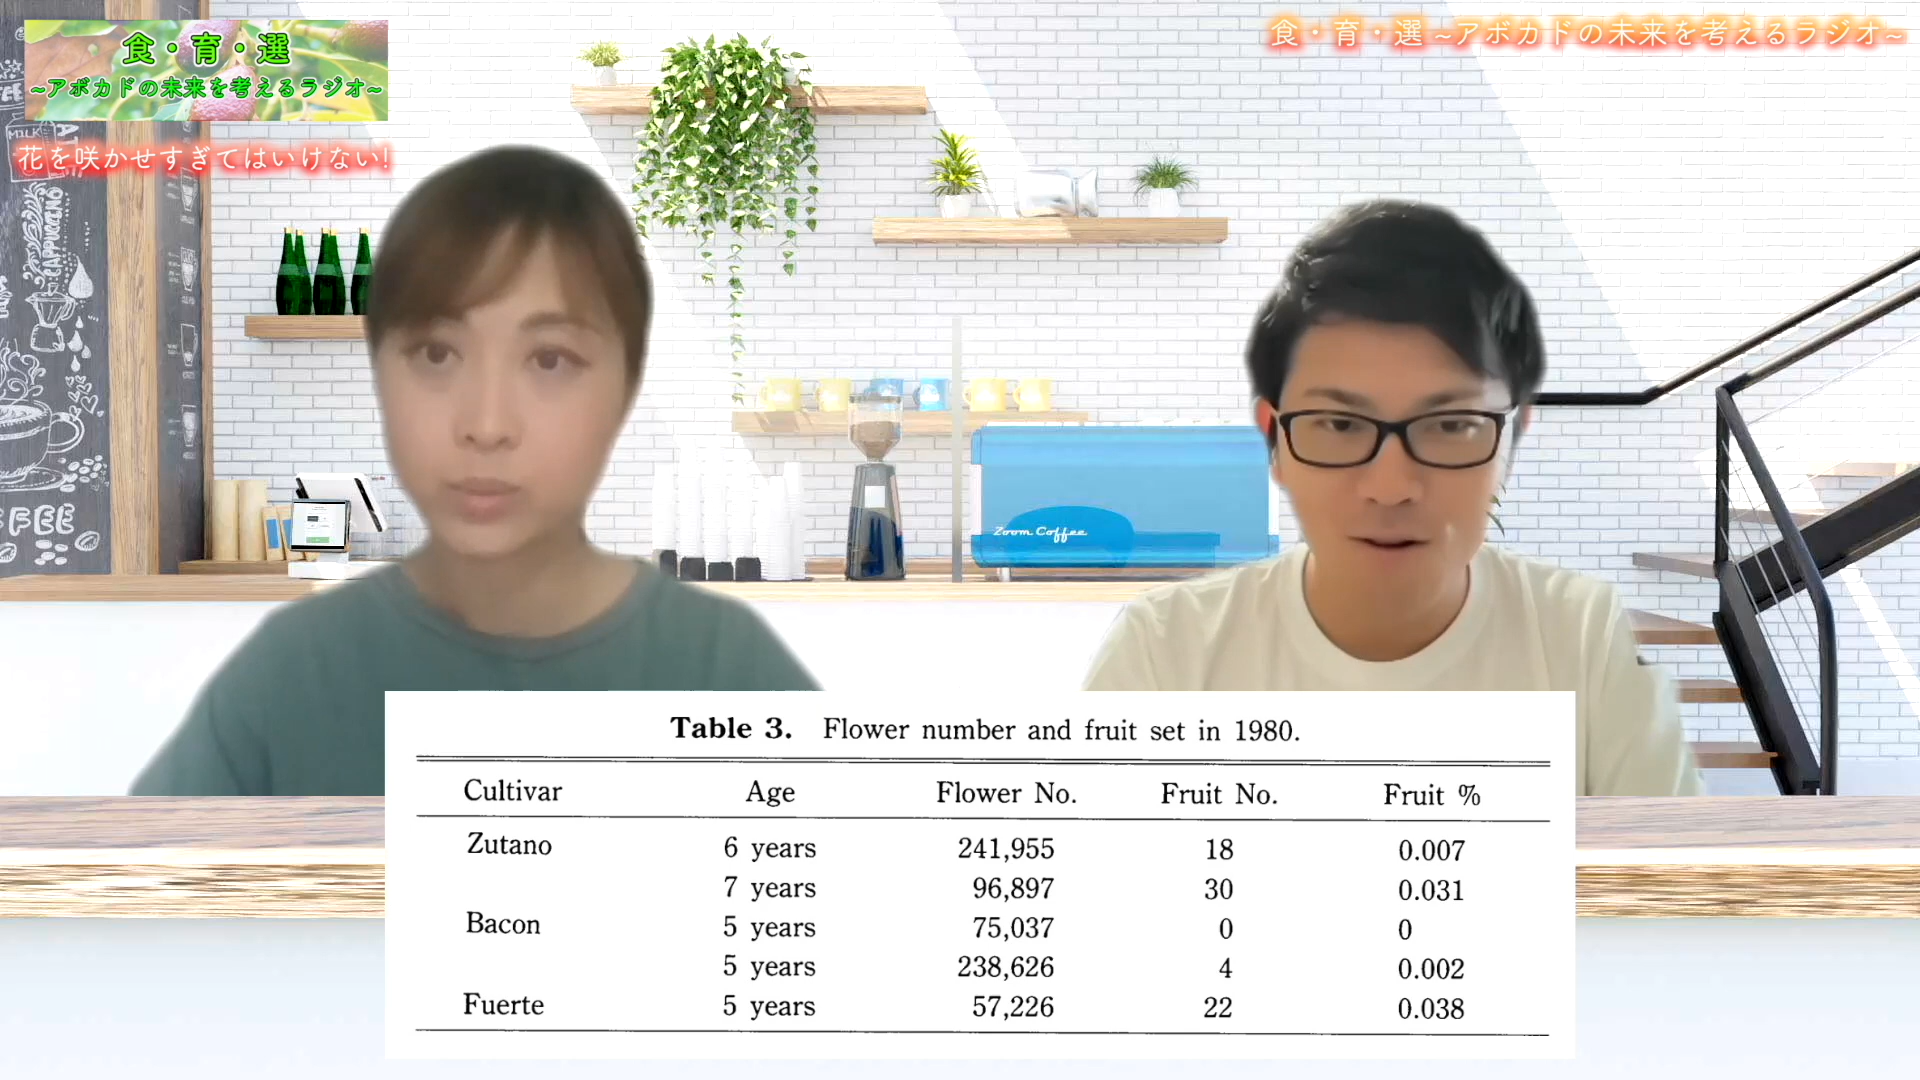 食・育・選
~アボカドの未来を考えるラジオ~
花を咲かせすぎてはいけない!
食・育・選 ~アボカドの未来を考えるラジオ~
MILK
CAPPUCINO
FFEE
Zoom Coffee
Table 3. Flower number and fruit set in 1980.
Cultivar Age Flower No. Fruit No. Fruit %
Zutano 6 years 241,955 18 0.007
7 years 96,897 30 0.031
Bacon 5 years 75,037 0 0
5 years 238,626 4 0.002
Fuerte 5 years 57,226 22 0.038